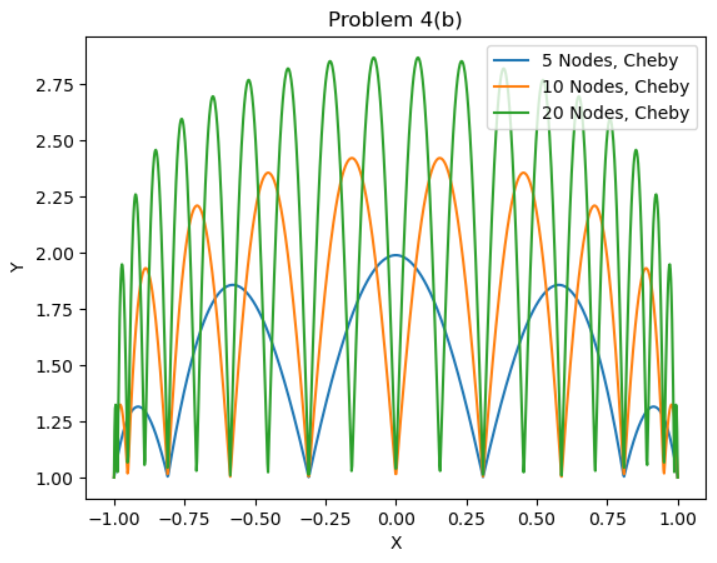 Problem 4(b)
5 Nodes, Cheby
10 Nodes, Cheby
20 Nodes, Cheby
2.75
2.50
2.25
2.00
Y
1.75
1.50
1.25
1.00
−1.00 −0.75 −0.50 −0.25 0.00 0.25 0.50 0.75 1.00
X